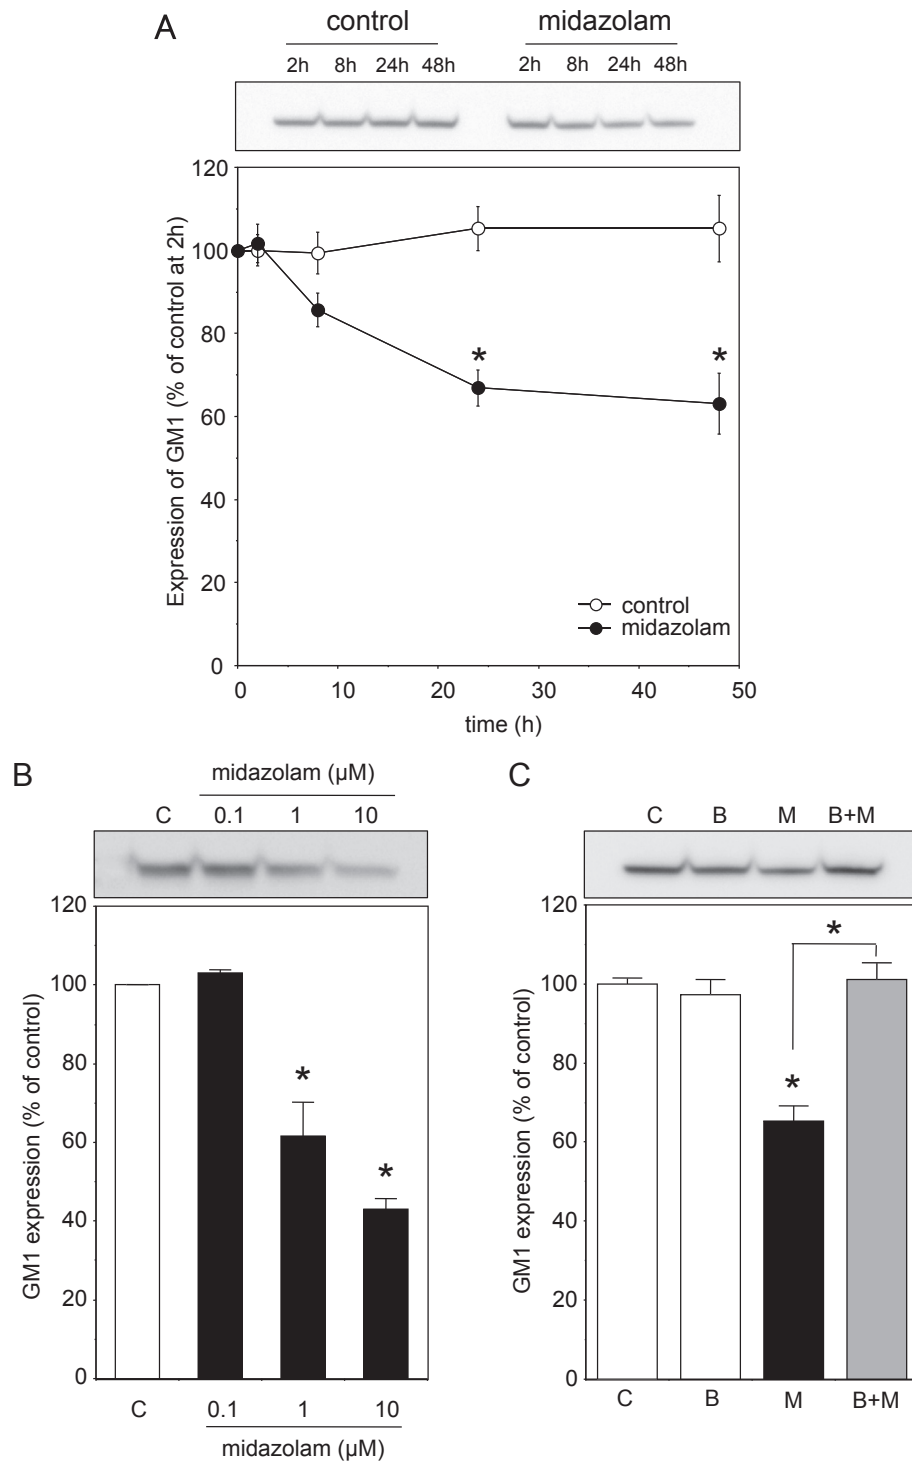 A
control midazolam
2h 8h 24h 48h 2h 8h 24h 48h
Expression of GM1 (% of control at 2h)
120
100
80
60
40
20
0
* *
control
midazolam
0 10 20 30 40 50
time (h)
B
midazolam (µM)
C 0.1 1 10
GM1 expression (% of control)
120
100
80
60
40
20
0
*
*
C 0.1 1 10
midazolam (µM)
C
C B M B+M
GM1 expression (% of control)
120
100
80
60
40
20
0
*
*
C B M B+M